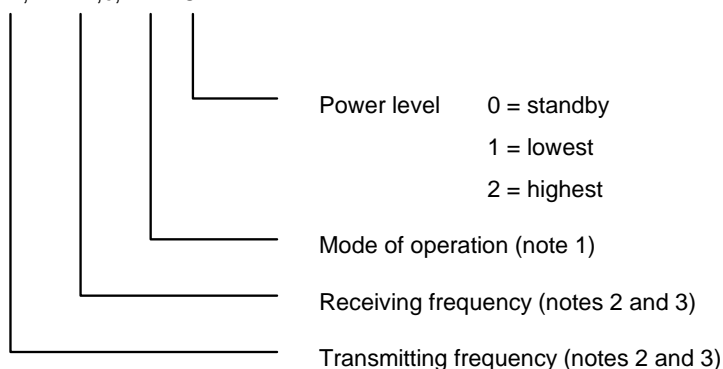 Power level 0 = standby
1 = lowest
2 = highest
Mode of operation (note 1)
Receiving frequency (notes 2 and 3)
Transmitting frequency (notes 2 and 3)